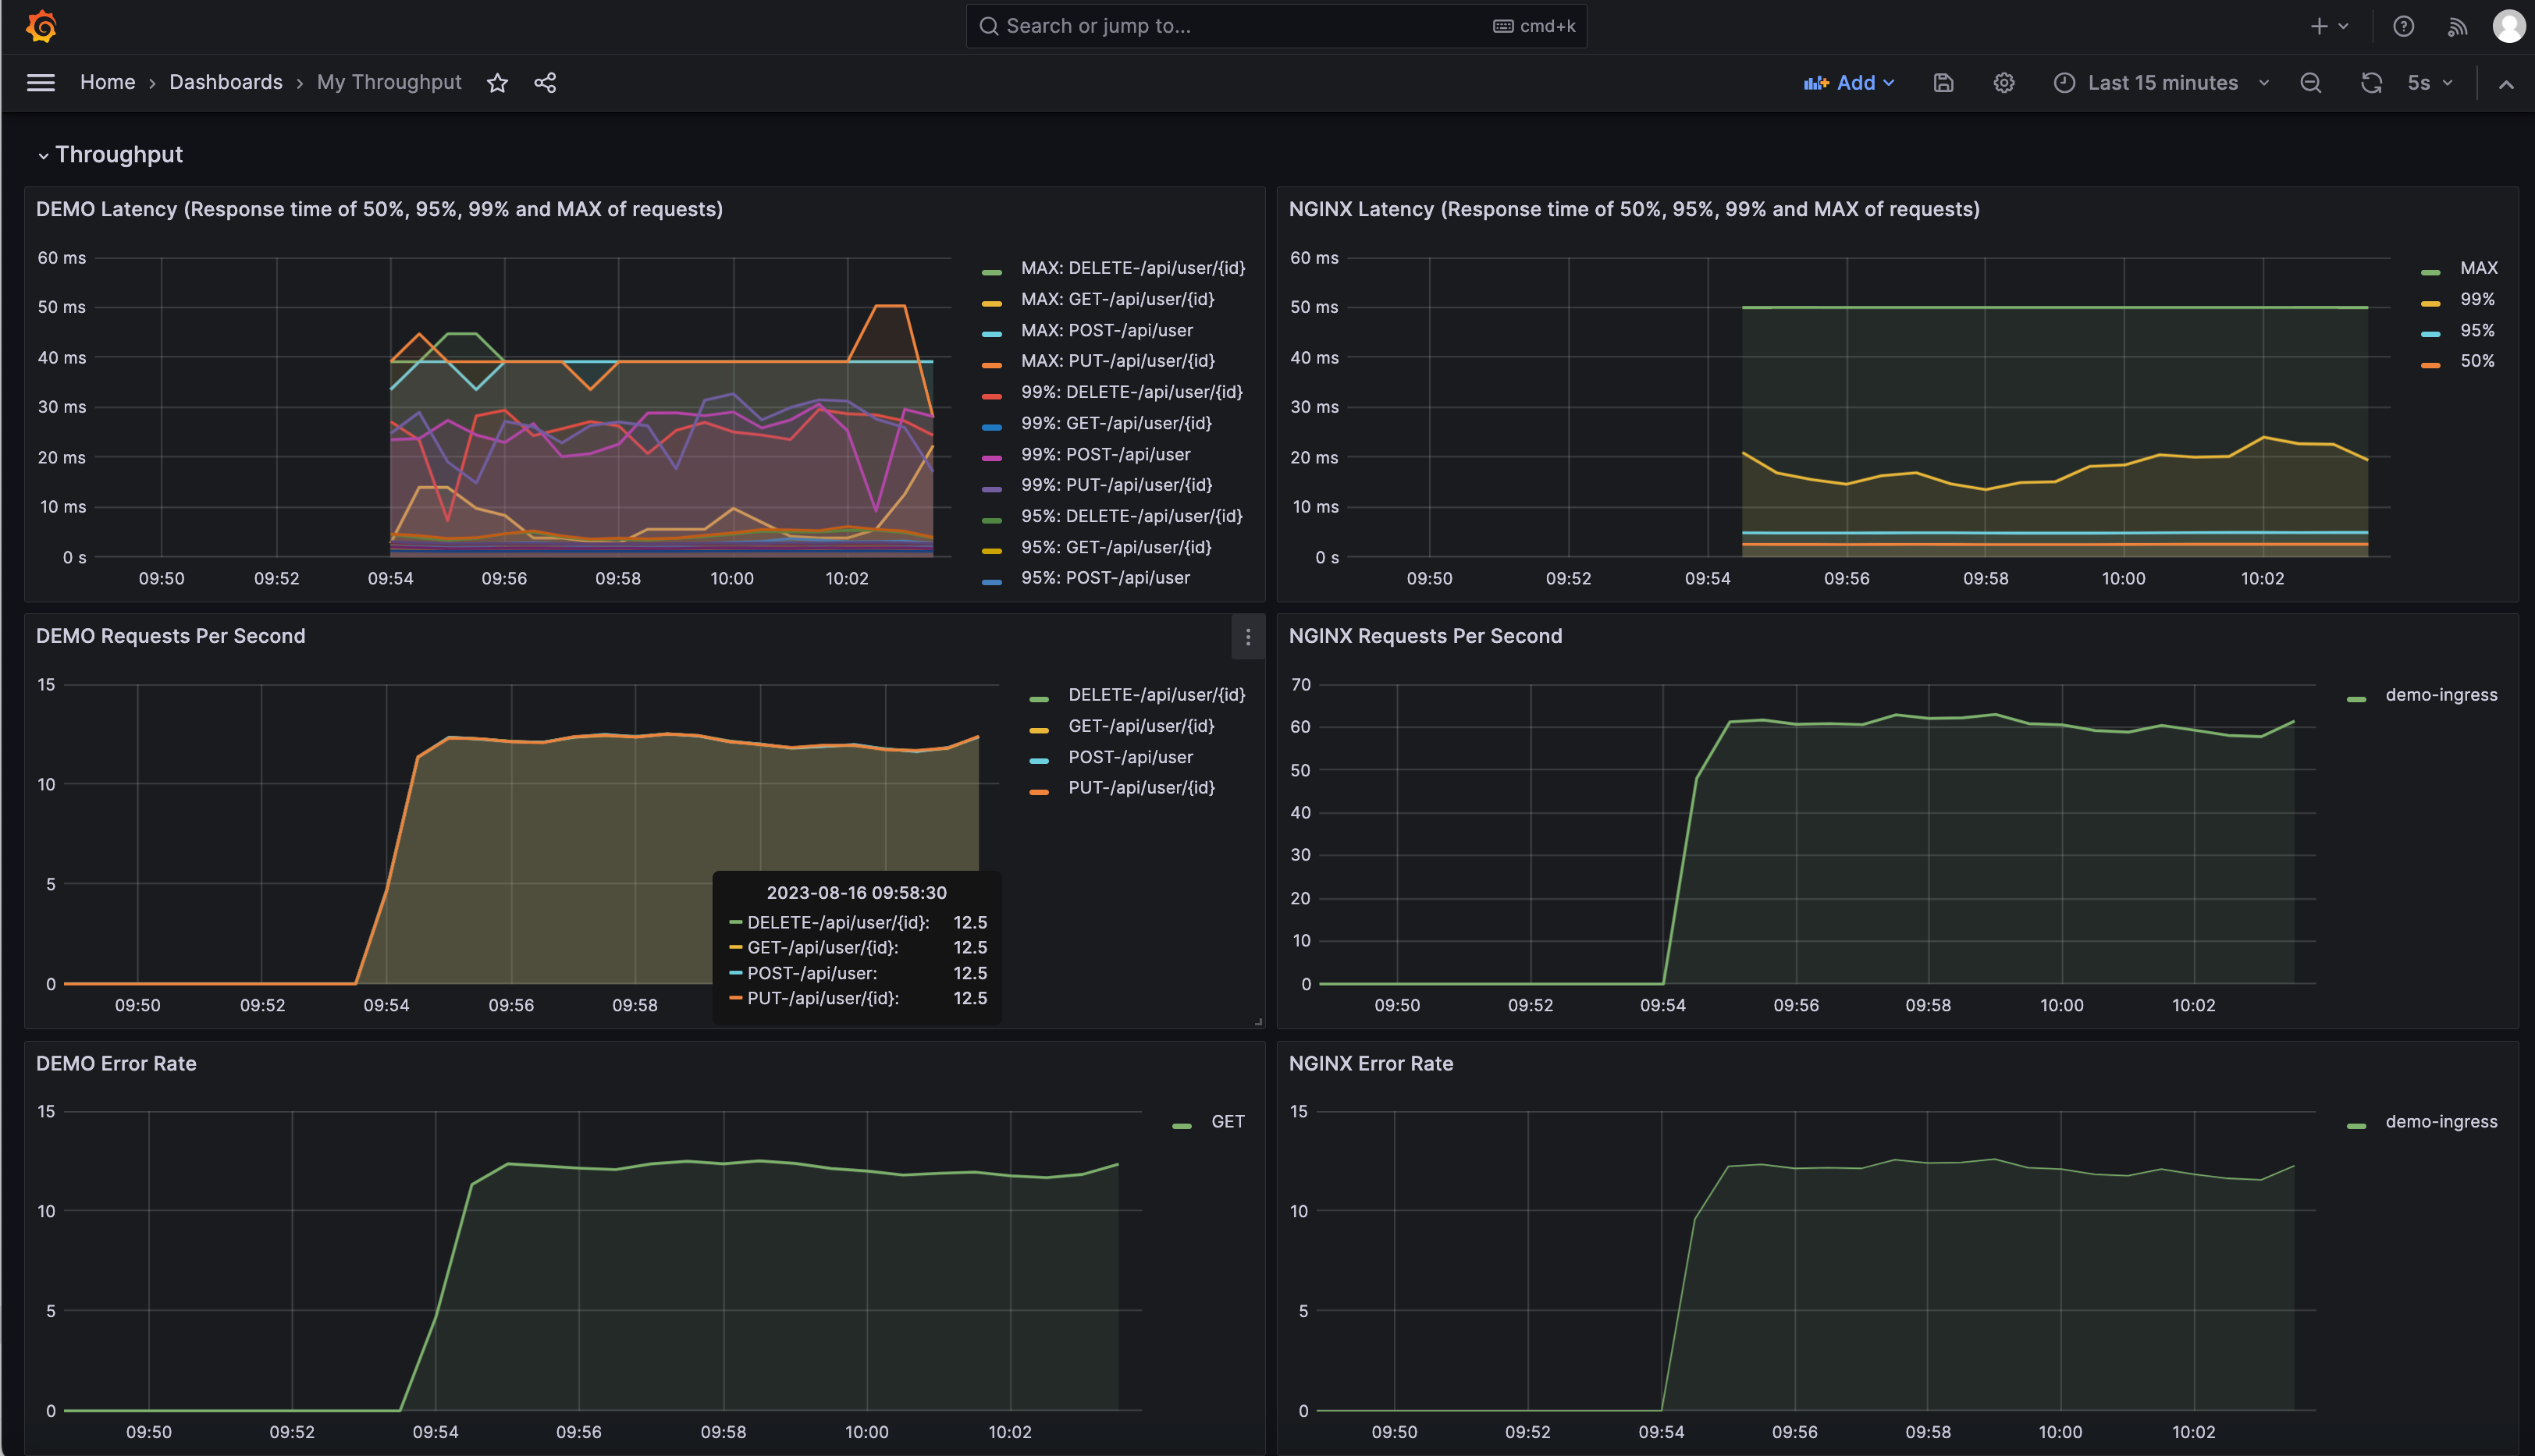 Search or jump to...
cmd+k
Home › Dashboards › My Throughput
Add
Last 15 minutes
5s
Throughput
DEMO Latency (Response time of 50%, 95%, 99% and MAX of requests)
60 ms
50 ms
40 ms
30 ms
20 ms
10 ms
0 s
09:50 09:52 09:54 09:56 09:58 10:00 10:02
MAX: DELETE-/api/user/{id}
MAX: GET-/api/user/{id}
MAX: POST-/api/user
MAX: PUT-/api/user/{id}
99%: DELETE-/api/user/{id}
99%: GET-/api/user/{id}
99%: POST-/api/user
99%: PUT-/api/user/{id}
95%: DELETE-/api/user/{id}
95%: GET-/api/user/{id}
95%: POST-/api/user
NGINX Latency (Response time of 50%, 95%, 99% and MAX of requests)
60 ms
50 ms
40 ms
30 ms
20 ms
10 ms
0 s
09:50 09:52 09:54 09:56 09:58 10:00 10:02
MAX
99%
95%
50%
DEMO Requests Per Second
15
10
5
0
09:50 09:52 09:54 09:56 09:58
DELETE-/api/user/{id}
GET-/api/user/{id}
POST-/api/user
PUT-/api/user/{id}
2023-08-16 09:58:30
DELETE-/api/user/{id}: 12.5
GET-/api/user/{id}: 12.5
POST-/api/user: 12.5
PUT-/api/user/{id}: 12.5
NGINX Requests Per Second
70
60
50
40
30
20
10
0
09:50 09:52 09:54 09:56 09:58 10:00 10:02
demo-ingress
DEMO Error Rate
15
10
5
0
09:50 09:52 09:54 09:56 09:58 10:00 10:02
GET
NGINX Error Rate
15
10
5
0
09:50 09:52 09:54 09:56 09:58 10:00 10:02
demo-ingress